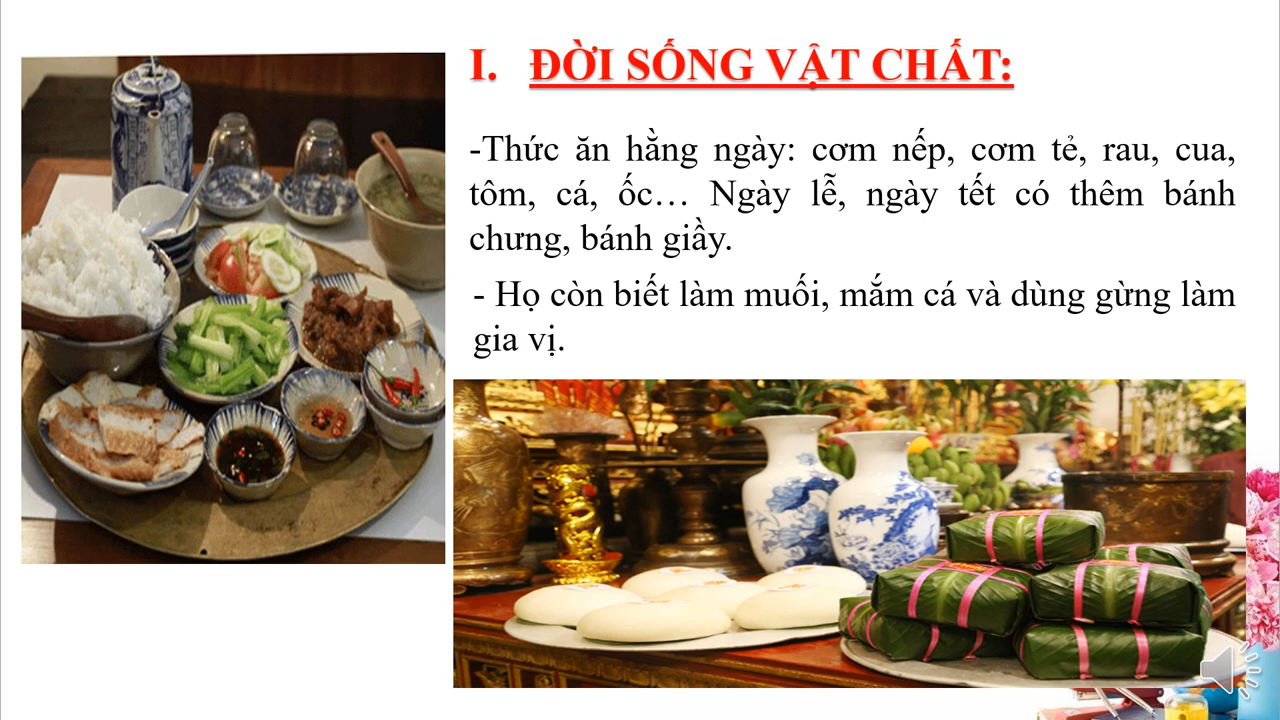 I. ĐỜI SỐNG VẬT CHẤT:
-Thức ăn hằng ngày: cơm nếp, cơm tẻ, rau, cua,
tôm, cá, ốc… Ngày lễ, ngày tết có thêm bánh
chưng, bánh giầy.
- Họ còn biết làm muối, mắm cá và dùng gừng làm
gia vị.